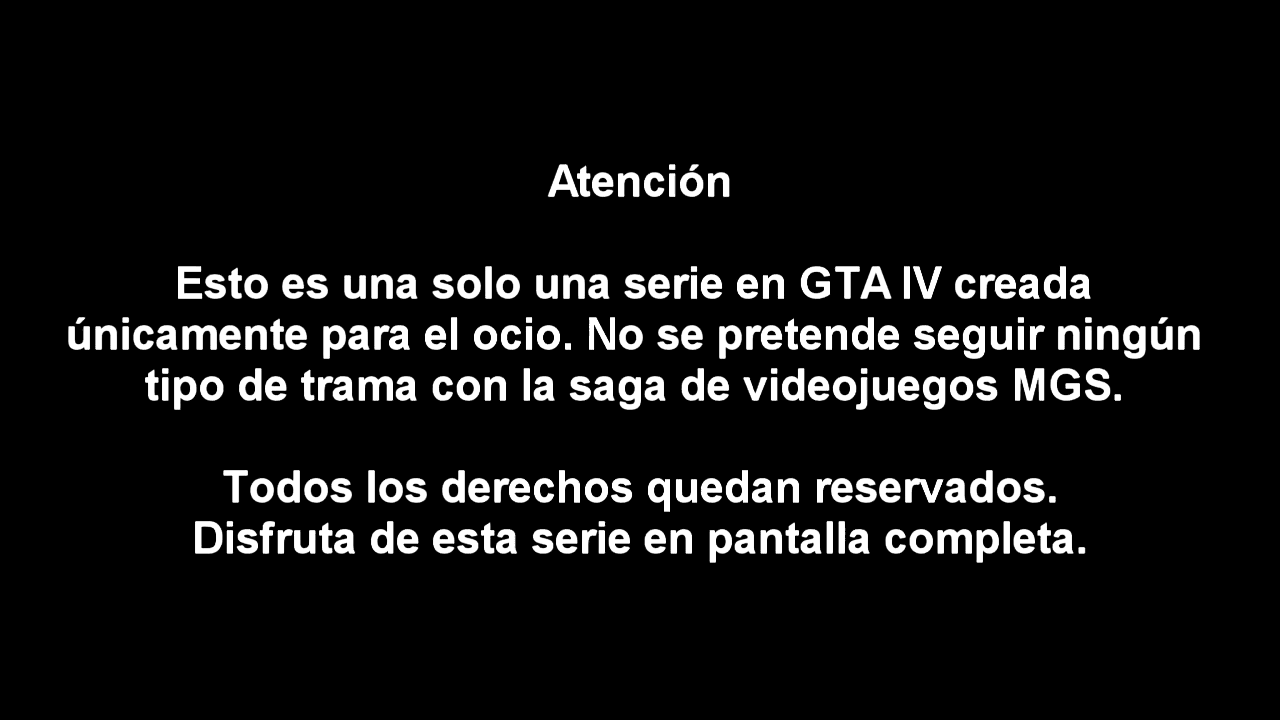 Atención
Esto es una solo una serie en GTA IV creada
únicamente para el ocio. No se pretende seguir ningún
tipo de trama con la saga de videojuegos MGS.
Todos los derechos quedan reservados.
Disfruta de esta serie en pantalla completa.